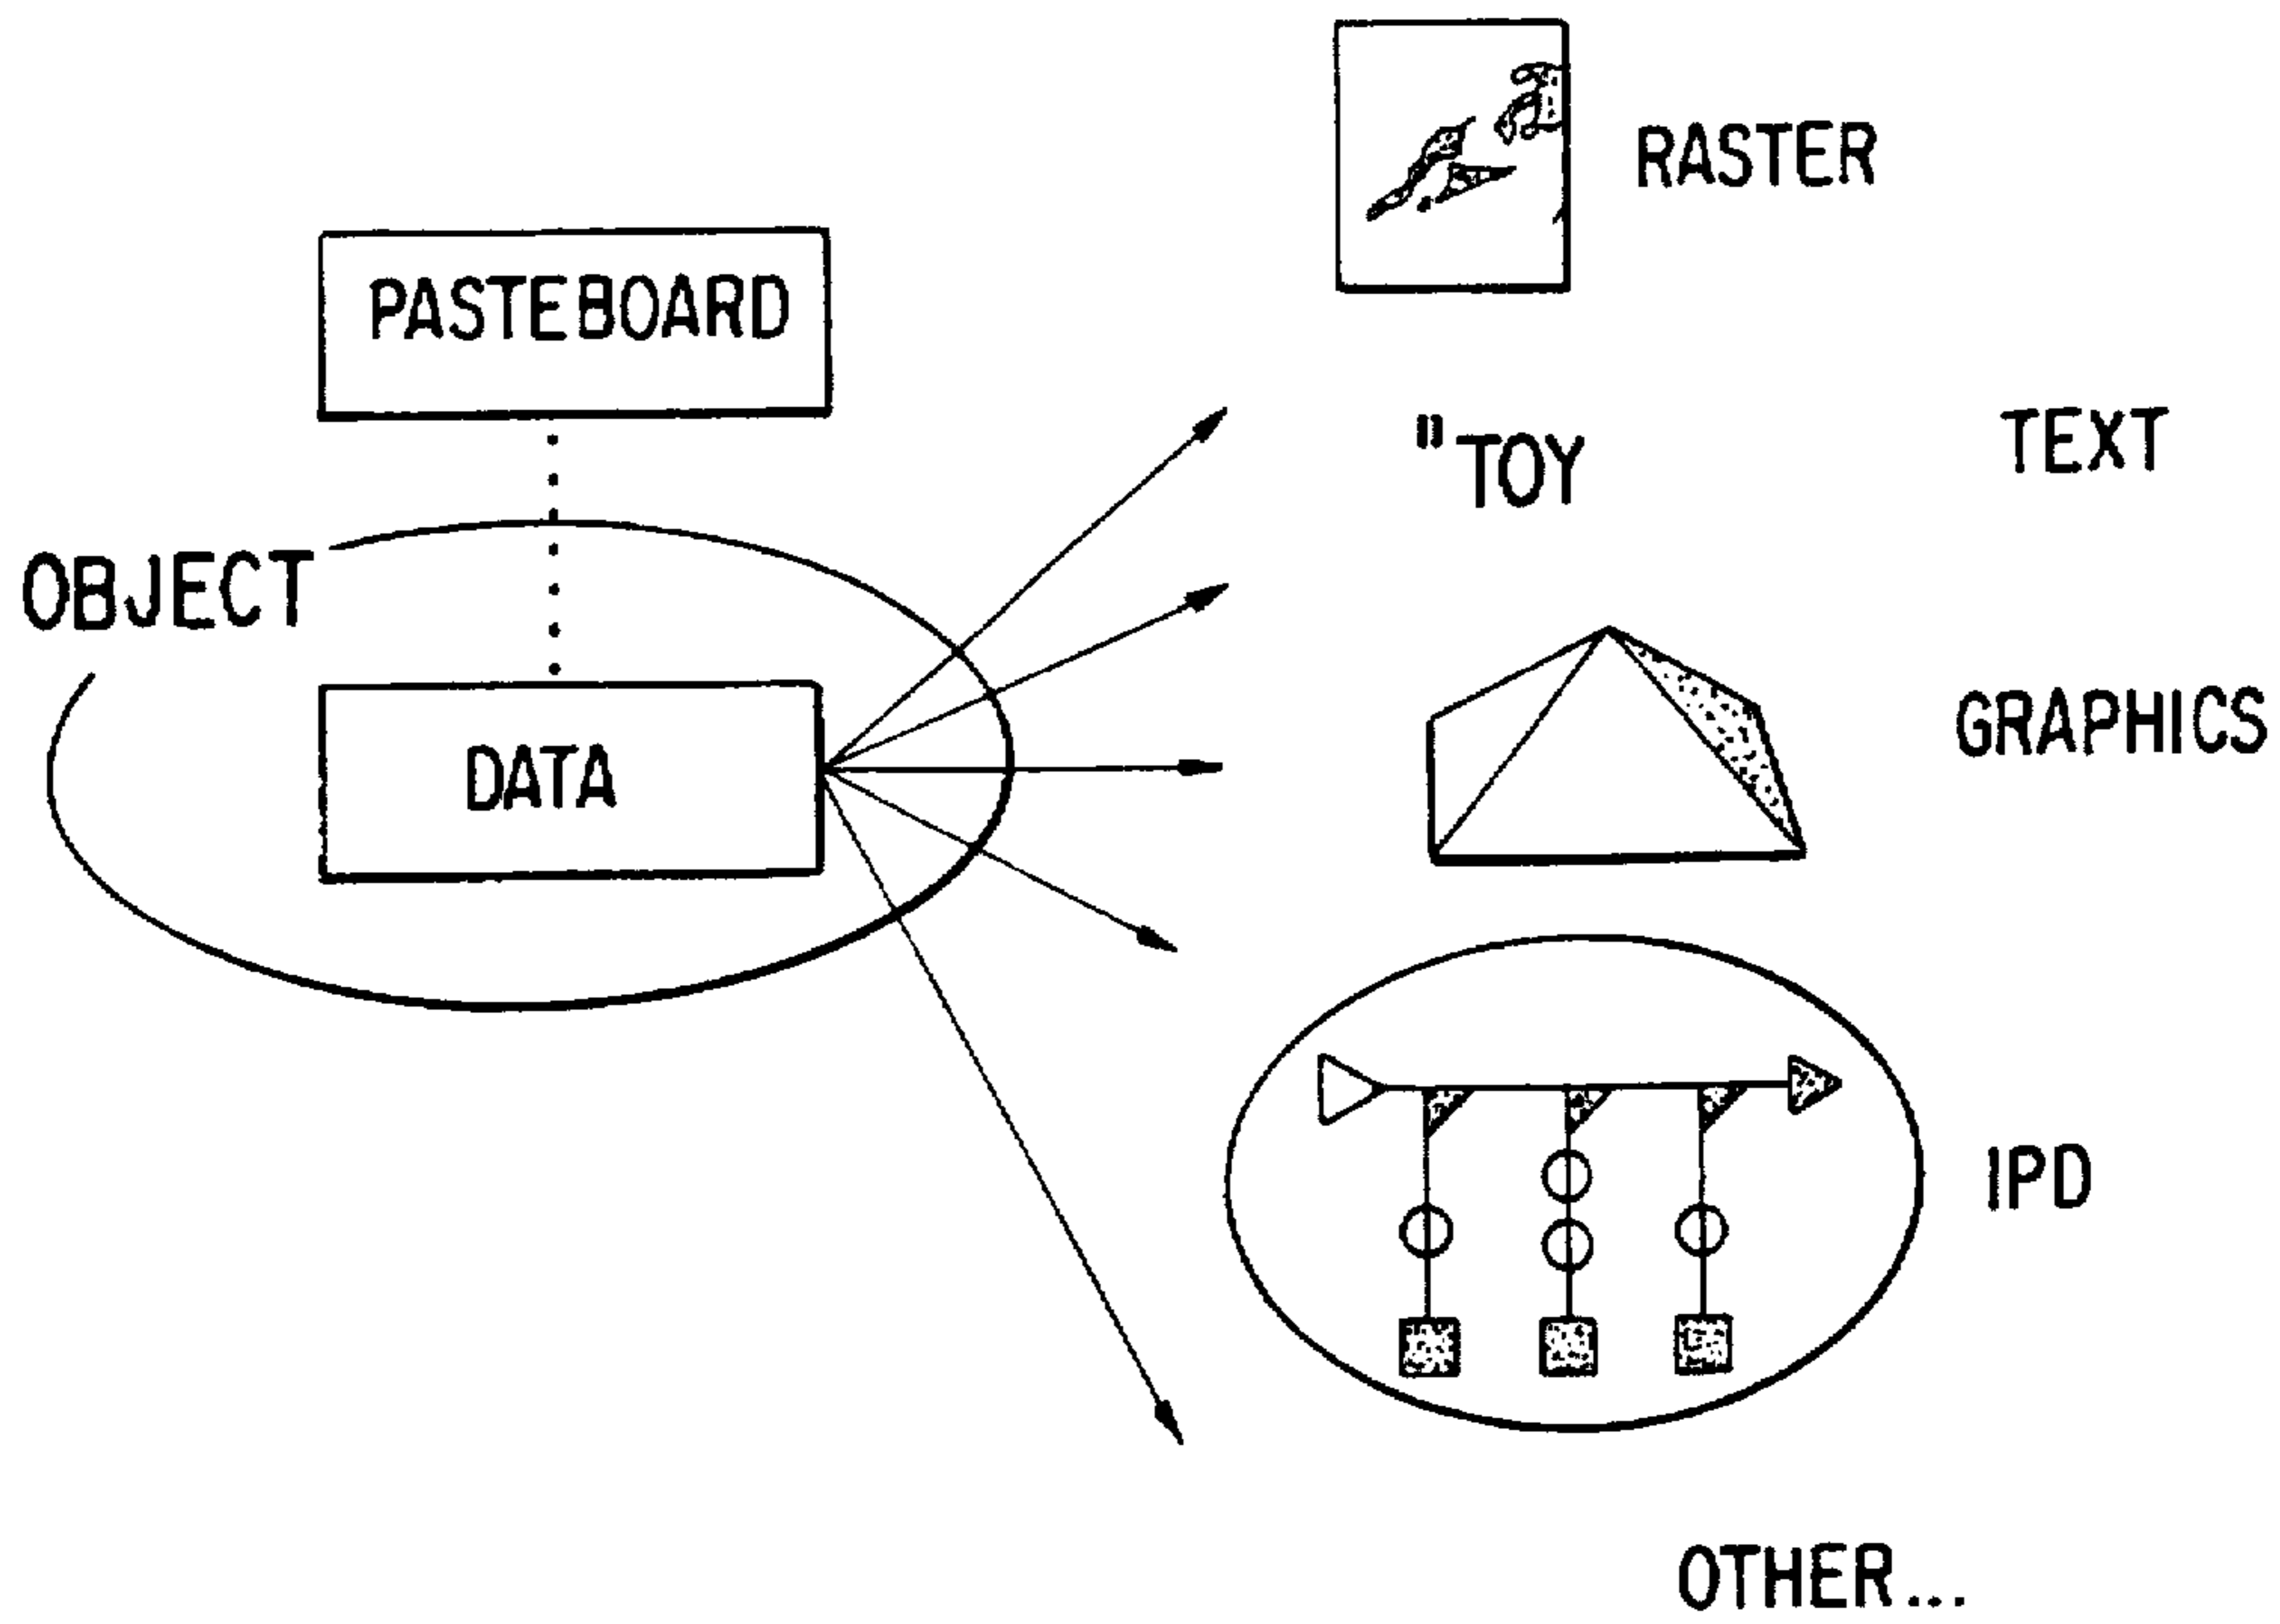 RASTER
PASTEBOARD
"TOY
TEXT
OBJECT
GRAPHICS
DATA
IPD
OTHER...